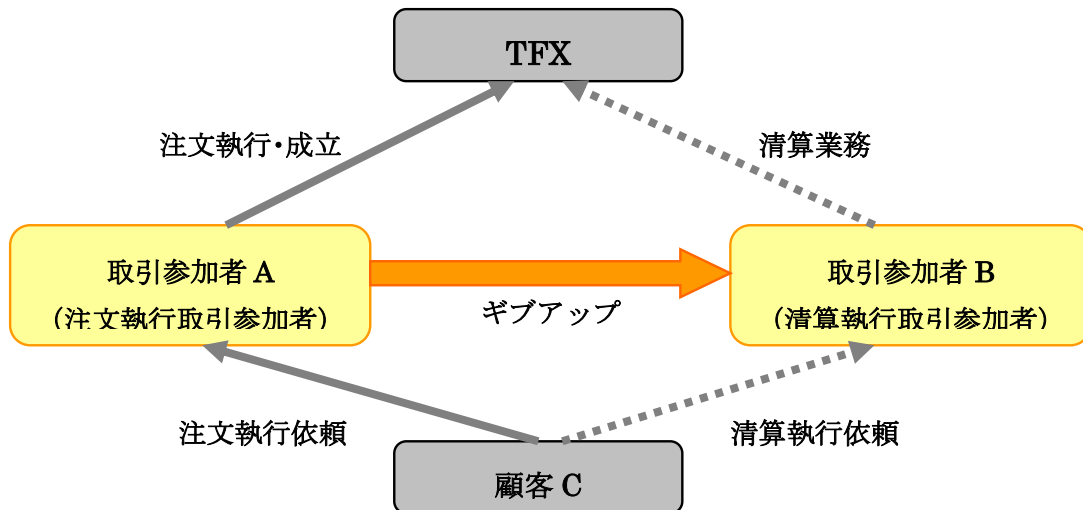 TFX
注文執行・成立
清算業務
取引参加者 A
（注文執行取引参加者）
ギブアップ
取引参加者 B
（清算執行取引参加者）
注文執行依頼
清算執行依頼
顧客 C